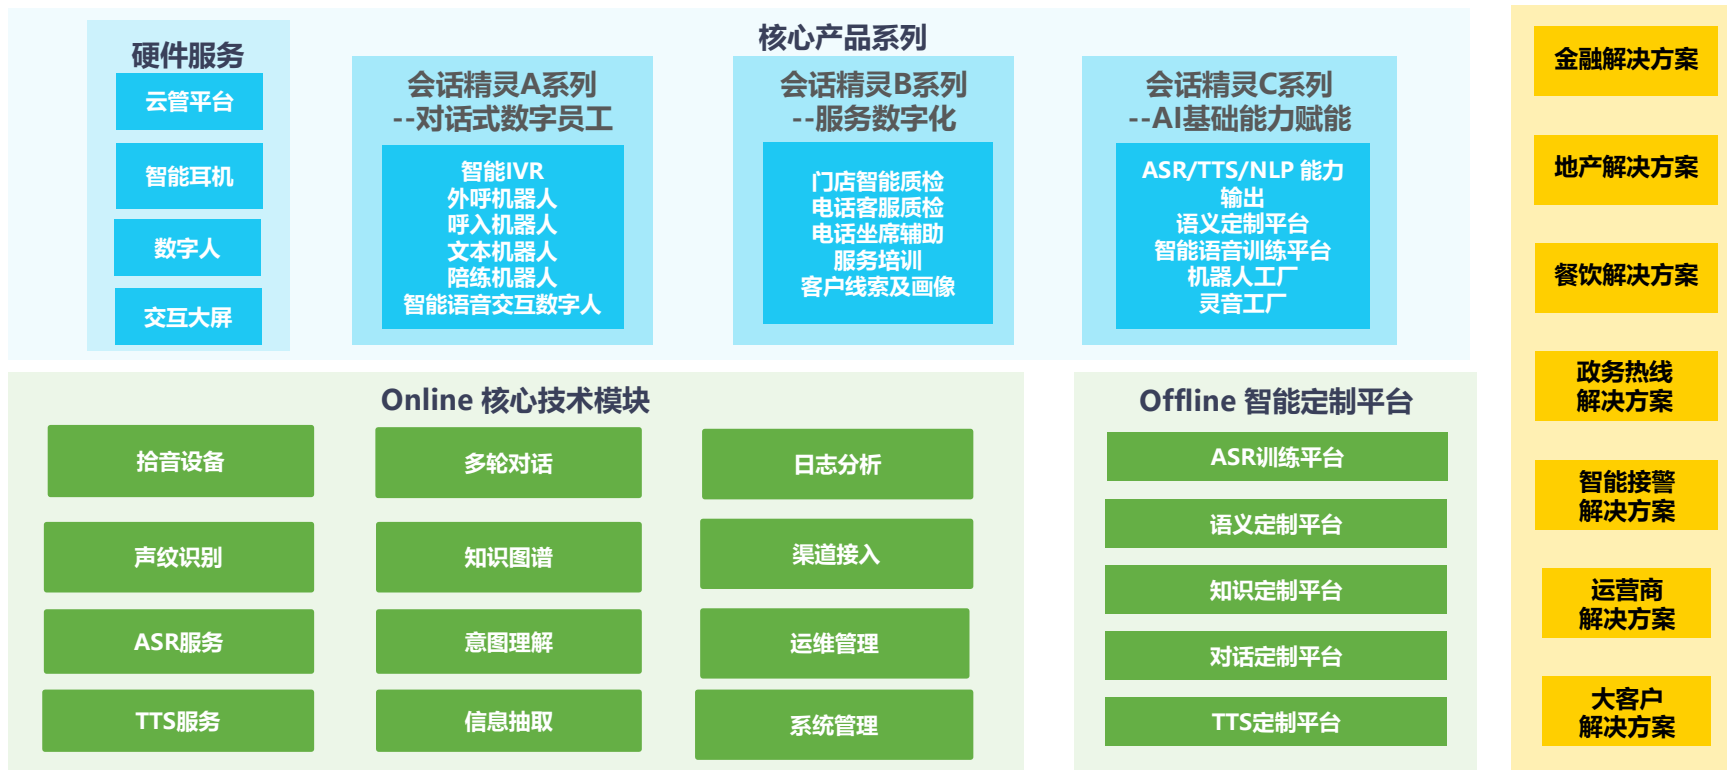 核心产品系列
硬件服务
云管平台
智能耳机
数字人
交互大屏
会话精灵A系列
--对话式数字员工
智能IVR
外呼机器人
呼入机器人
文本机器人
陪练机器人
智能语音交互数字人
会话精灵B系列
--服务数字化
门店智能质检
电话客服质检
电话坐席辅助
服务培训
客户线索及画像
会话精灵C系列
--AI基础能力赋能
ASR/TTS/NLP 能力
输出
语义定制平台
智能语音训练平台
机器人工厂
灵音工厂
Online 核心技术模块
拾音设备
声纹识别
ASR服务
TTS服务
多轮对话
知识图谱
意图理解
信息抽取
日志分析
渠道接入
运维管理
系统管理
Offline 智能定制平台
ASR训练平台
语义定制平台
知识定制平台
对话定制平台
TTS定制平台
金融解决方案
地产解决方案
餐饮解决方案
政务热线
解决方案
智能接警
解决方案
运营商
解决方案
大客户
解决方案